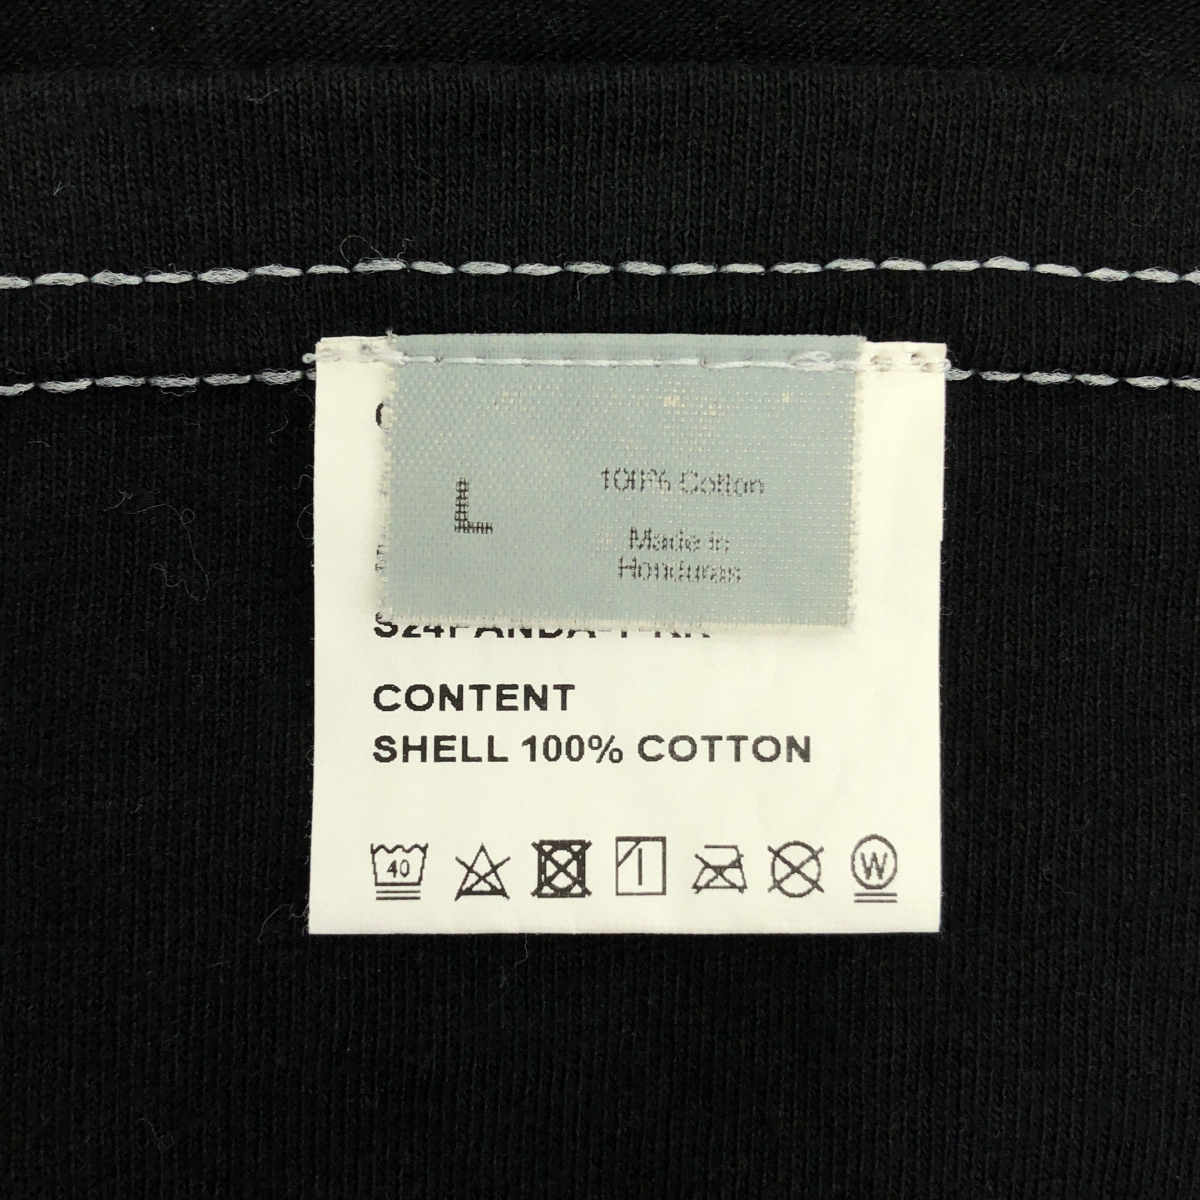 L
100% Cotton
Made in
Honduras
CONTENT
SHELL 100% COTTON
40
W